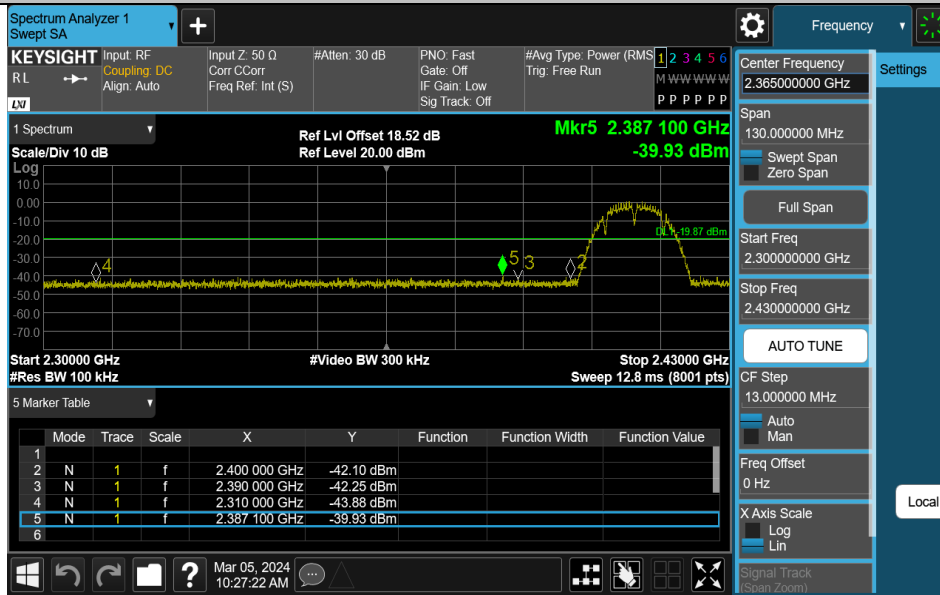 Spectrum Analyzer 1
Swept SA
+
Frequency
KEYSIGHT
RL
LXI
Input: RF
Coupling: DC
Align: Auto
Input Z: 50 Ω
Corr CCorr
Freq Ref: Int (S)
#Atten: 30 dB
PNO: Fast
Gate: Off
IF Gain: Low
Sig Track: Off
#Avg Type: Power (RMS
Trig: Free Run
1 2 3 4 5 6
M W W W W W
P P P P P P
1 Spectrum
Scale/Div 10 dB
Ref Lvl Offset 18.52 dB
Ref Level 20.00 dBm
Mkr5 2.387 100 GHz
-39.93 dBm
Log
10.0
0.00
-10.0
-20.0
-30.0
-40.0
-50.0
-60.0
-70.0
-19.87 dBm
4
5
3
2
Start 2.30000 GHz
#Res BW 100 kHz
#Video BW 300 kHz
Stop 2.43000 GHz
Sweep 12.8 ms (8001 pts)
5 Marker Table
Mode Trace Scale X Y Function Function Width Function Value
1
2 N 1 f 2.400 000 GHz -42.10 dBm
3 N 1 f 2.390 000 GHz -42.25 dBm
4 N 1 f 2.310 000 GHz -43.88 dBm
5 N 1 f 2.387 100 GHz -39.93 dBm
6
?
Mar 05, 2024
10:27:22 AM
Center Frequency
2.365000000 GHz
Settings
Span
130.000000 MHz
Swept Span
Zero Span
Full Span
Start Freq
2.300000000 GHz
Stop Freq
2.430000000 GHz
AUTO TUNE
CF Step
13.000000 MHz
Auto
Man
Freq Offset
0 Hz
Local
X Axis Scale
Log
Lin
Signal Track
(Span Zoom)